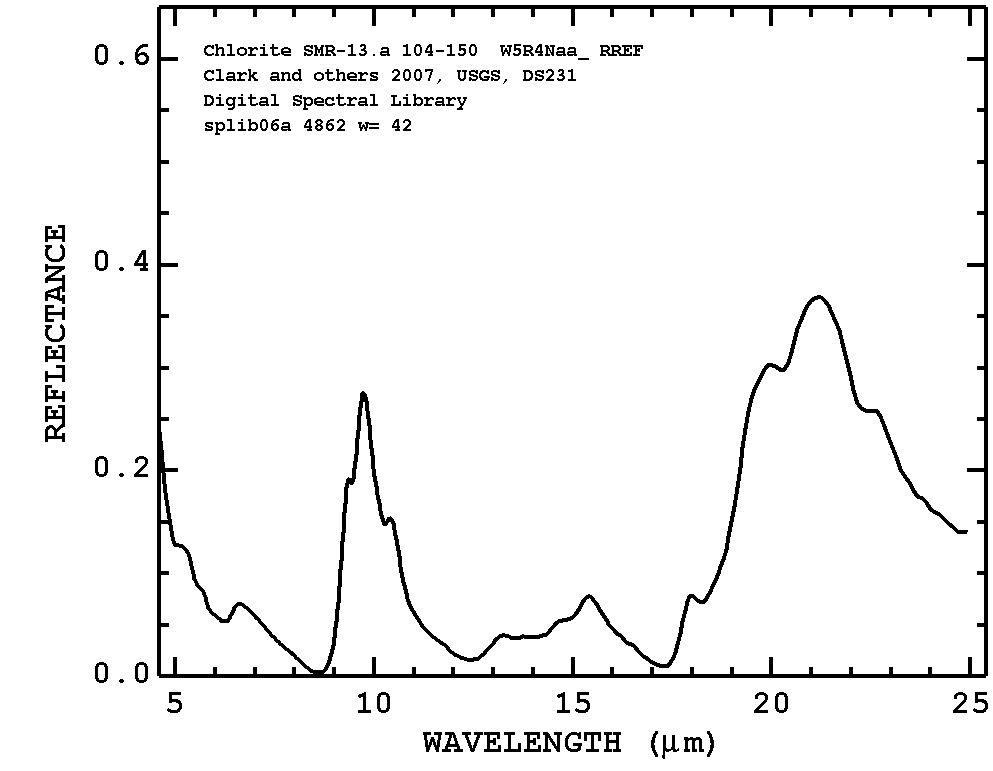 Chlorite SMR-13.a 104-150 W5R4Naa_ RREF
Clark and others 2007, USGS, DS231
Digital Spectral Library
splib06a 4862 w= 42
REFLECTANCE
0.6
0.4
0.2
0.0
5 10 15 20 25
WAVELENGTH (μm)